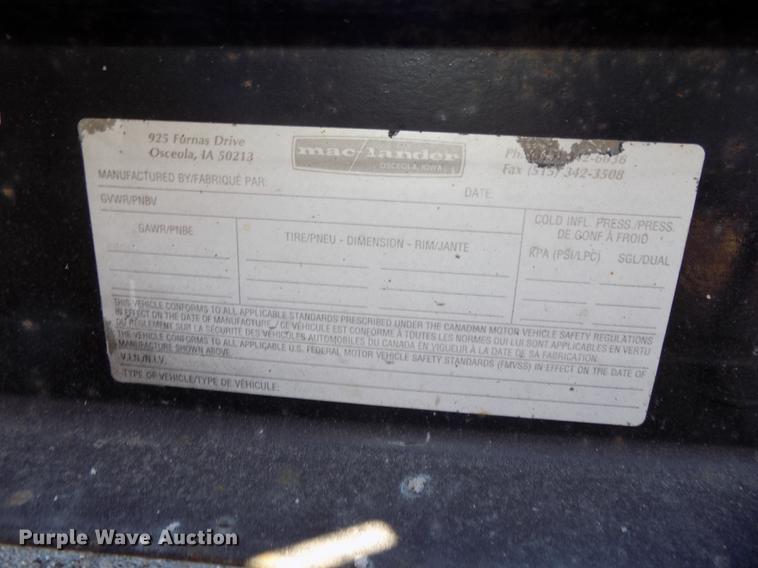 925 Furnas Drive
Osceola, IA 50213
mac-lander
OSCEOLA, IOWA
Fax (515) 342-3508
MANUFACTURED BY/FABRIQUÉ PAR: DATE:
GVWR/PNBV
GAWR/PNBE
TIRE/PNEU - DIMENSION - RIM/JANTE
COLD INFL. PRESS./PRESS.
DE GONF À FROID
KPA (PSI/LPC) SGL/DUAL
THIS VEHICLE CONFORMS TO ALL APPLICABLE STANDARDS PRESCRIBED UNDER THE CANADIAN MOTOR VEHICLE SAFETY REGULATIONS
IN EFFECT ON THE DATE OF MANUFACTURE. / CE VÉHICULE EST CONFORME À TOUTES LES NORMES QUI LUI SONT APPLICABLES EN VERTU
DU RÈGLEMENT SUR LA SÉCURITÉ DES VÉHICULES AUTOMOBILES DU CANADA EN VIGUEUR À LA DATE DE SA FABRICATION.
THIS VEHICLE CONFORMS TO ALL APPLICABLE U.S. FEDERAL MOTOR VEHICLE SAFETY STANDARDS (FMVSS) IN EFFECT ON THE DATE OF
MANUFACTURE SHOWN ABOVE.
V.I.N./N.I.V.
TYPE OF VEHICLE/TYPE DE VÉHICULE:
Purple Wave Auction